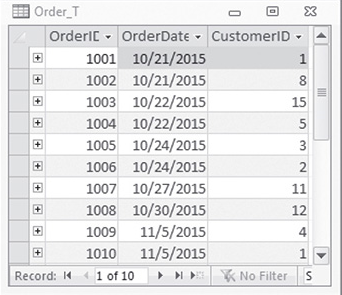 Order_T
OrderID OrderDate CustomerID
1001 10/21/2015 1
1002 10/21/2015 8
1003 10/22/2015 15
1004 10/22/2015 5
1005 10/24/2015 3
1006 10/24/2015 2
1007 10/27/2015 11
1008 10/30/2015 12
1009 11/5/2015 4
1010 11/5/2015 1
Record: 1 of 10 No Filter S